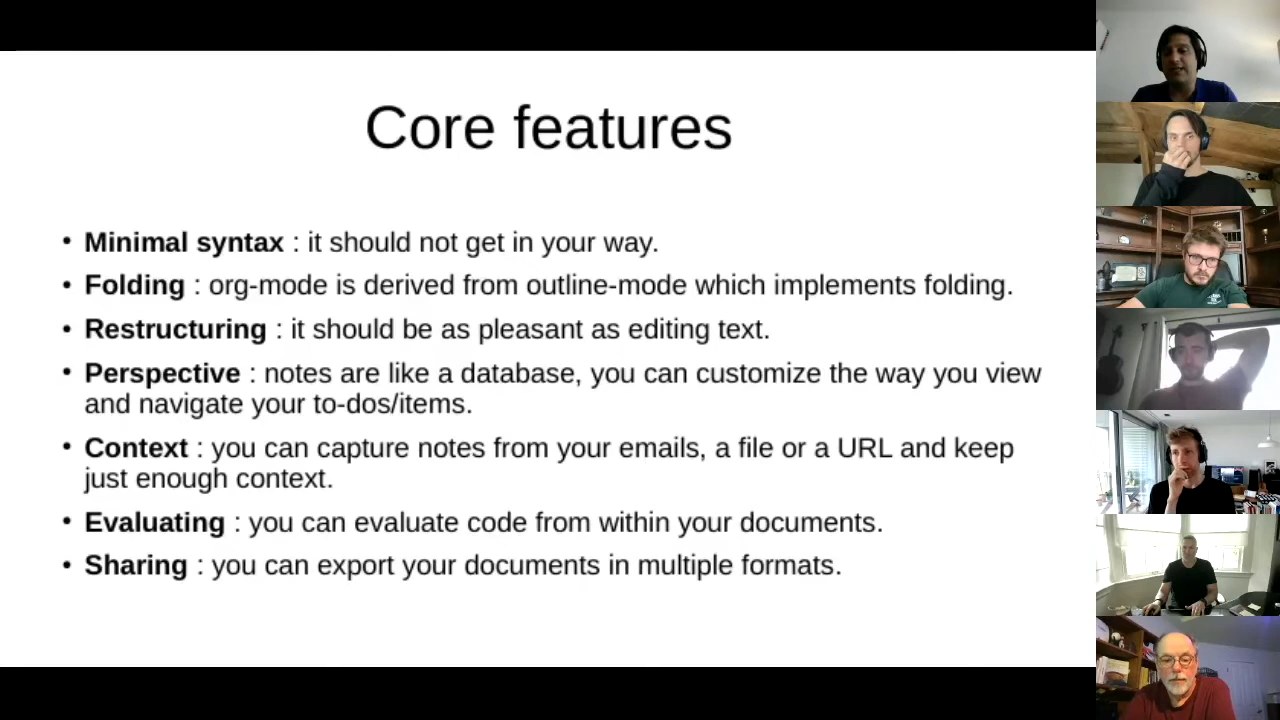 Core features
• Minimal syntax : it should not get in your way.
• Folding : org-mode is derived from outline-mode which implements folding.
• Restructuring : it should be as pleasant as editing text.
• Perspective : notes are like a database, you can customize the way you view
and navigate your to-dos/items.
• Context : you can capture notes from your emails, a file or a URL and keep
just enough context.
• Evaluating : you can evaluate code from within your documents.
• Sharing : you can export your documents in multiple formats.